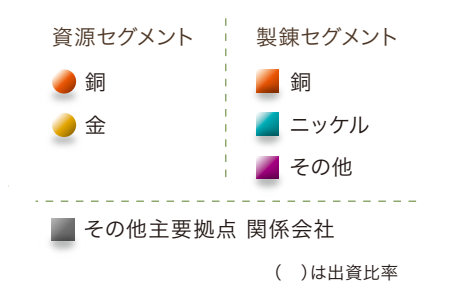 資源セグメント
銅
金
製錬セグメント
銅
ニッケル
その他
その他主要拠点 関係会社
（　）は出資比率